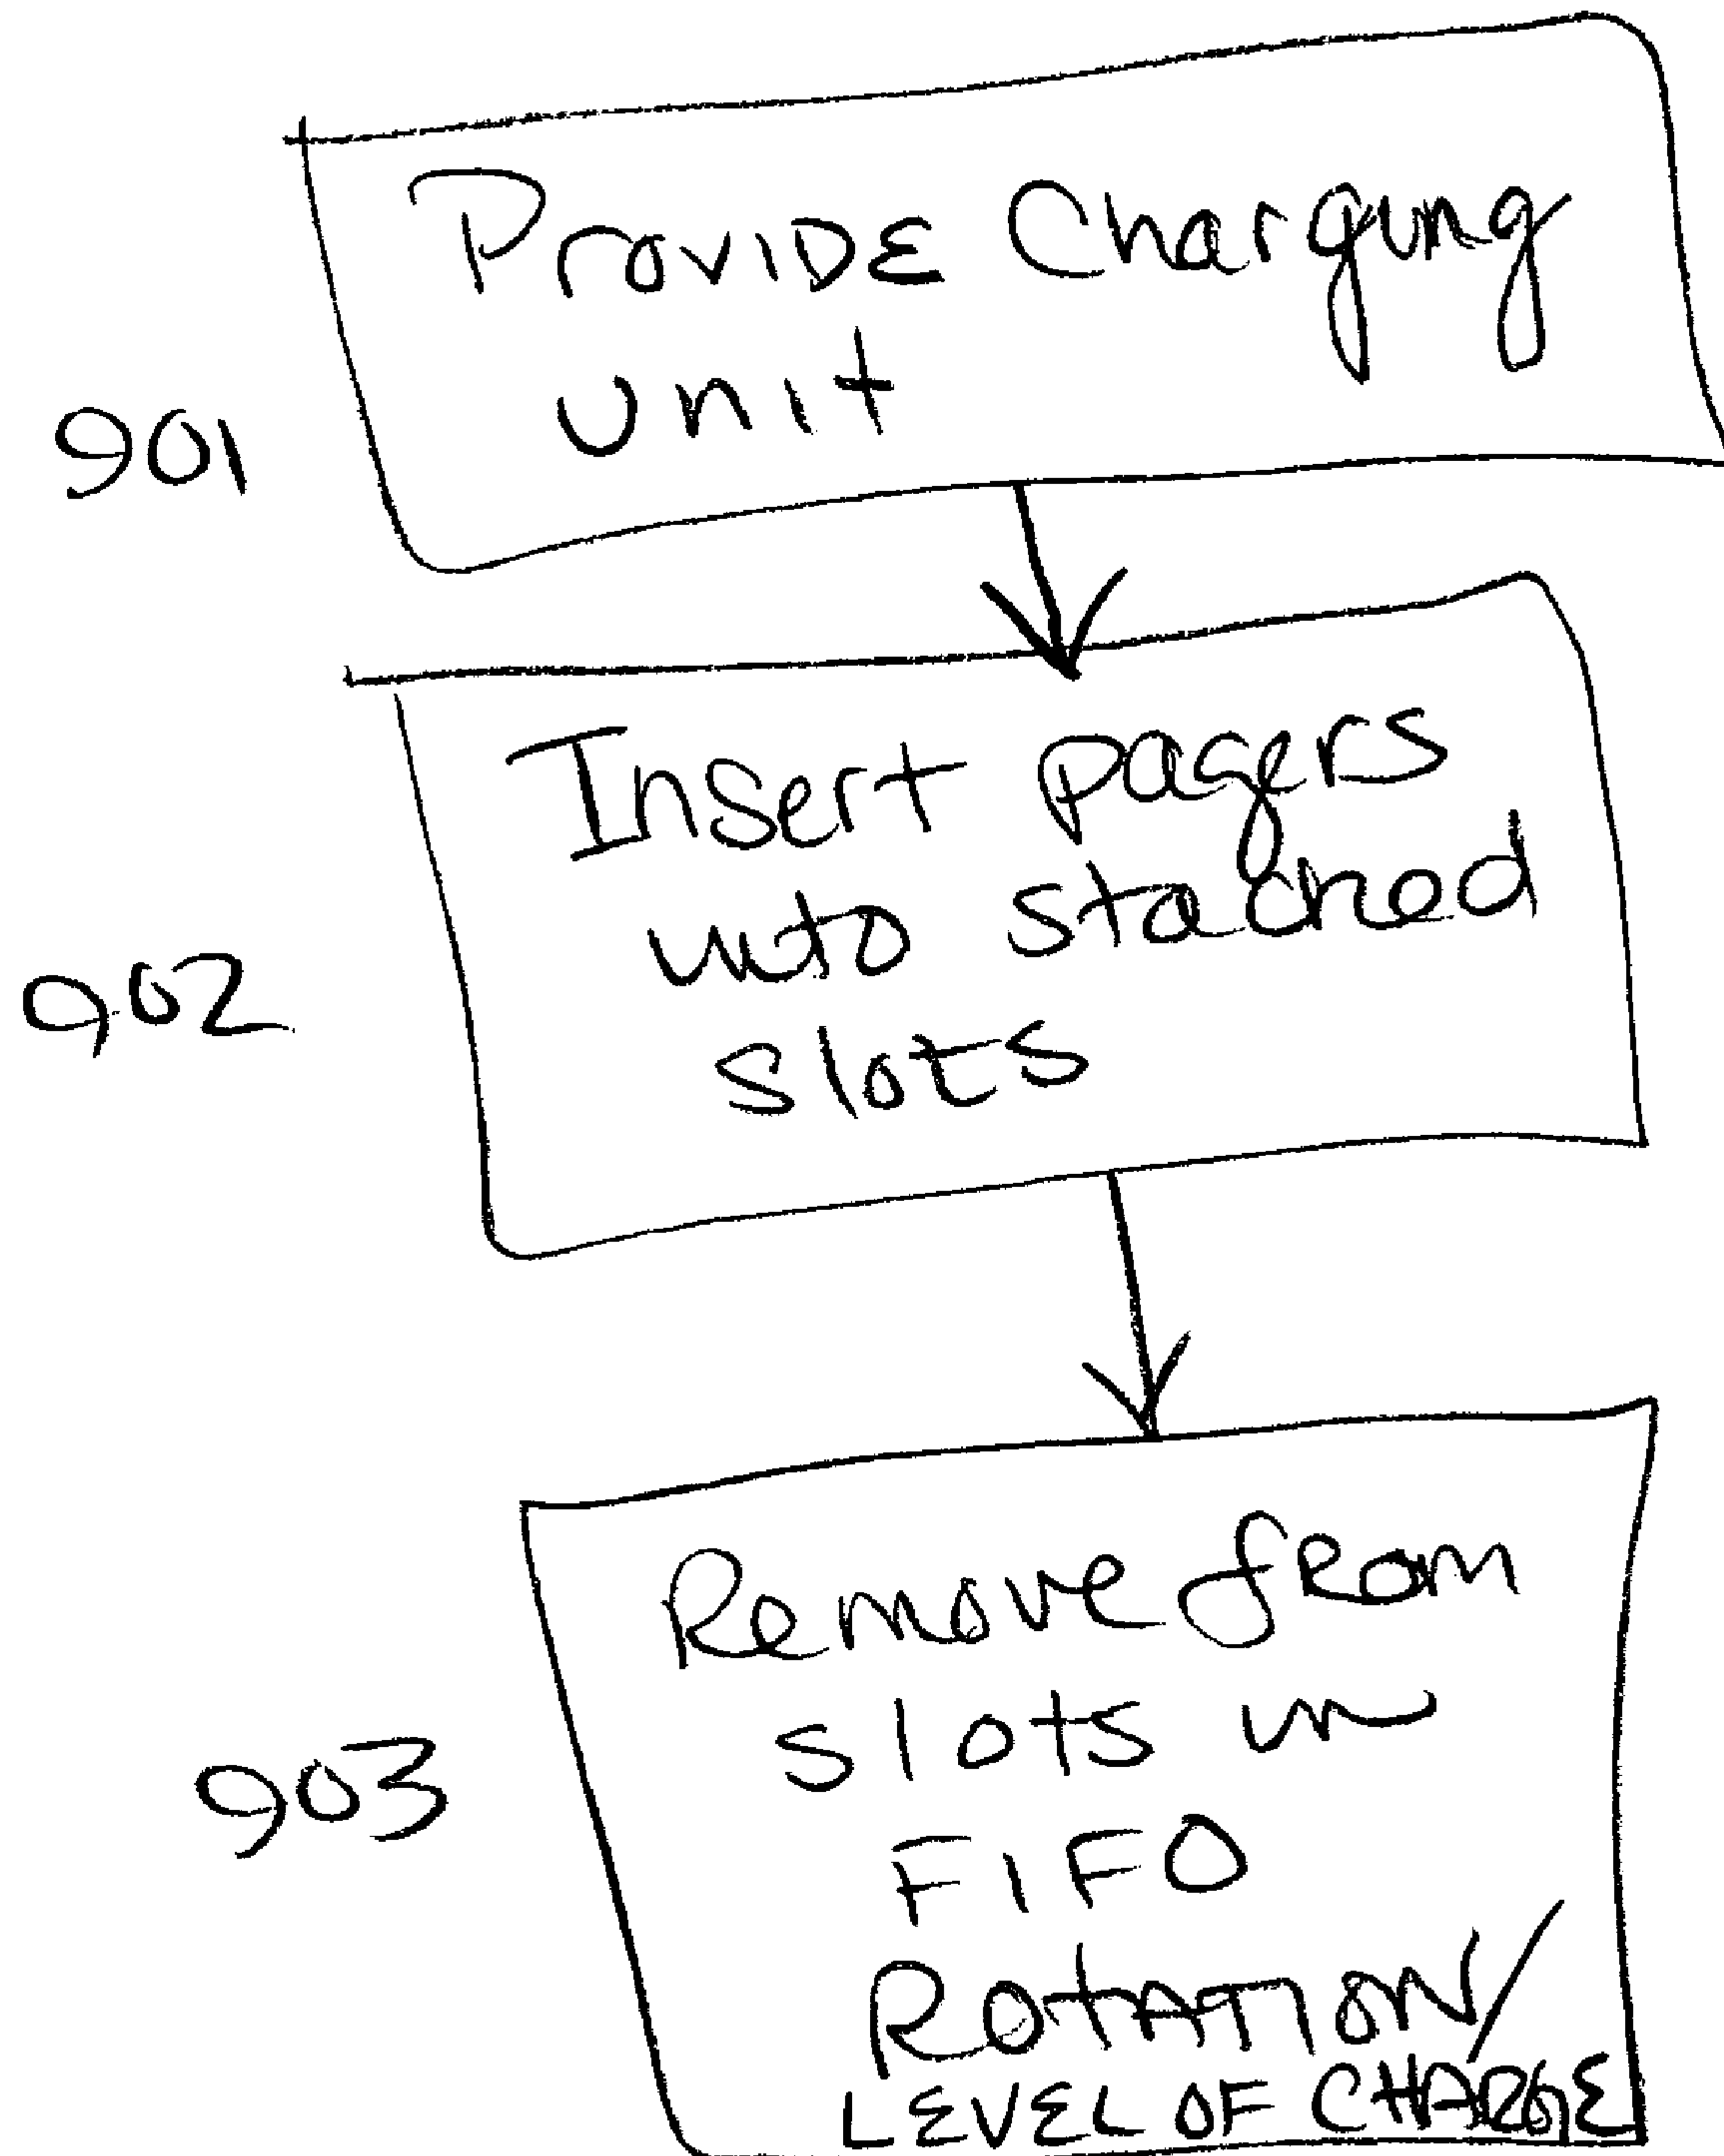 Provide Charging
unit
901
Insert pagers
into stacked
slots
902
Remove from
slots in
FIFO
ROTATION/
LEVEL OF CHARGE
903